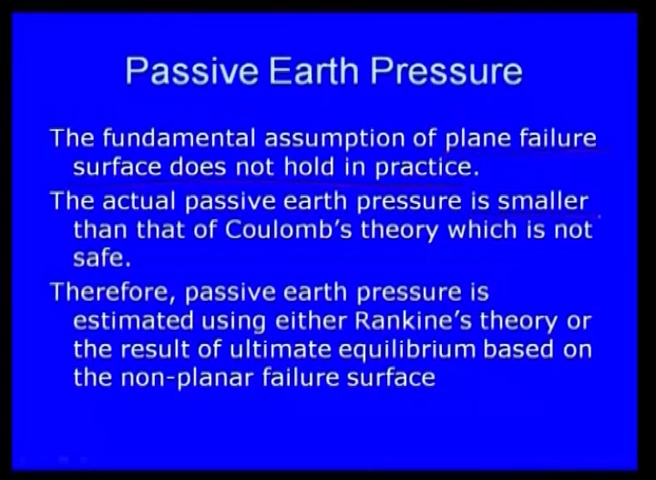 Passive Earth Pressure
The fundamental assumption of plane failure
surface does not hold in practice.
The actual passive earth pressure is smaller
than that of Coulomb's theory which is not
safe.
Therefore, passive earth pressure is
estimated using either Rankine's theory or
the result of ultimate equilibrium based on
the non-planar failure surface